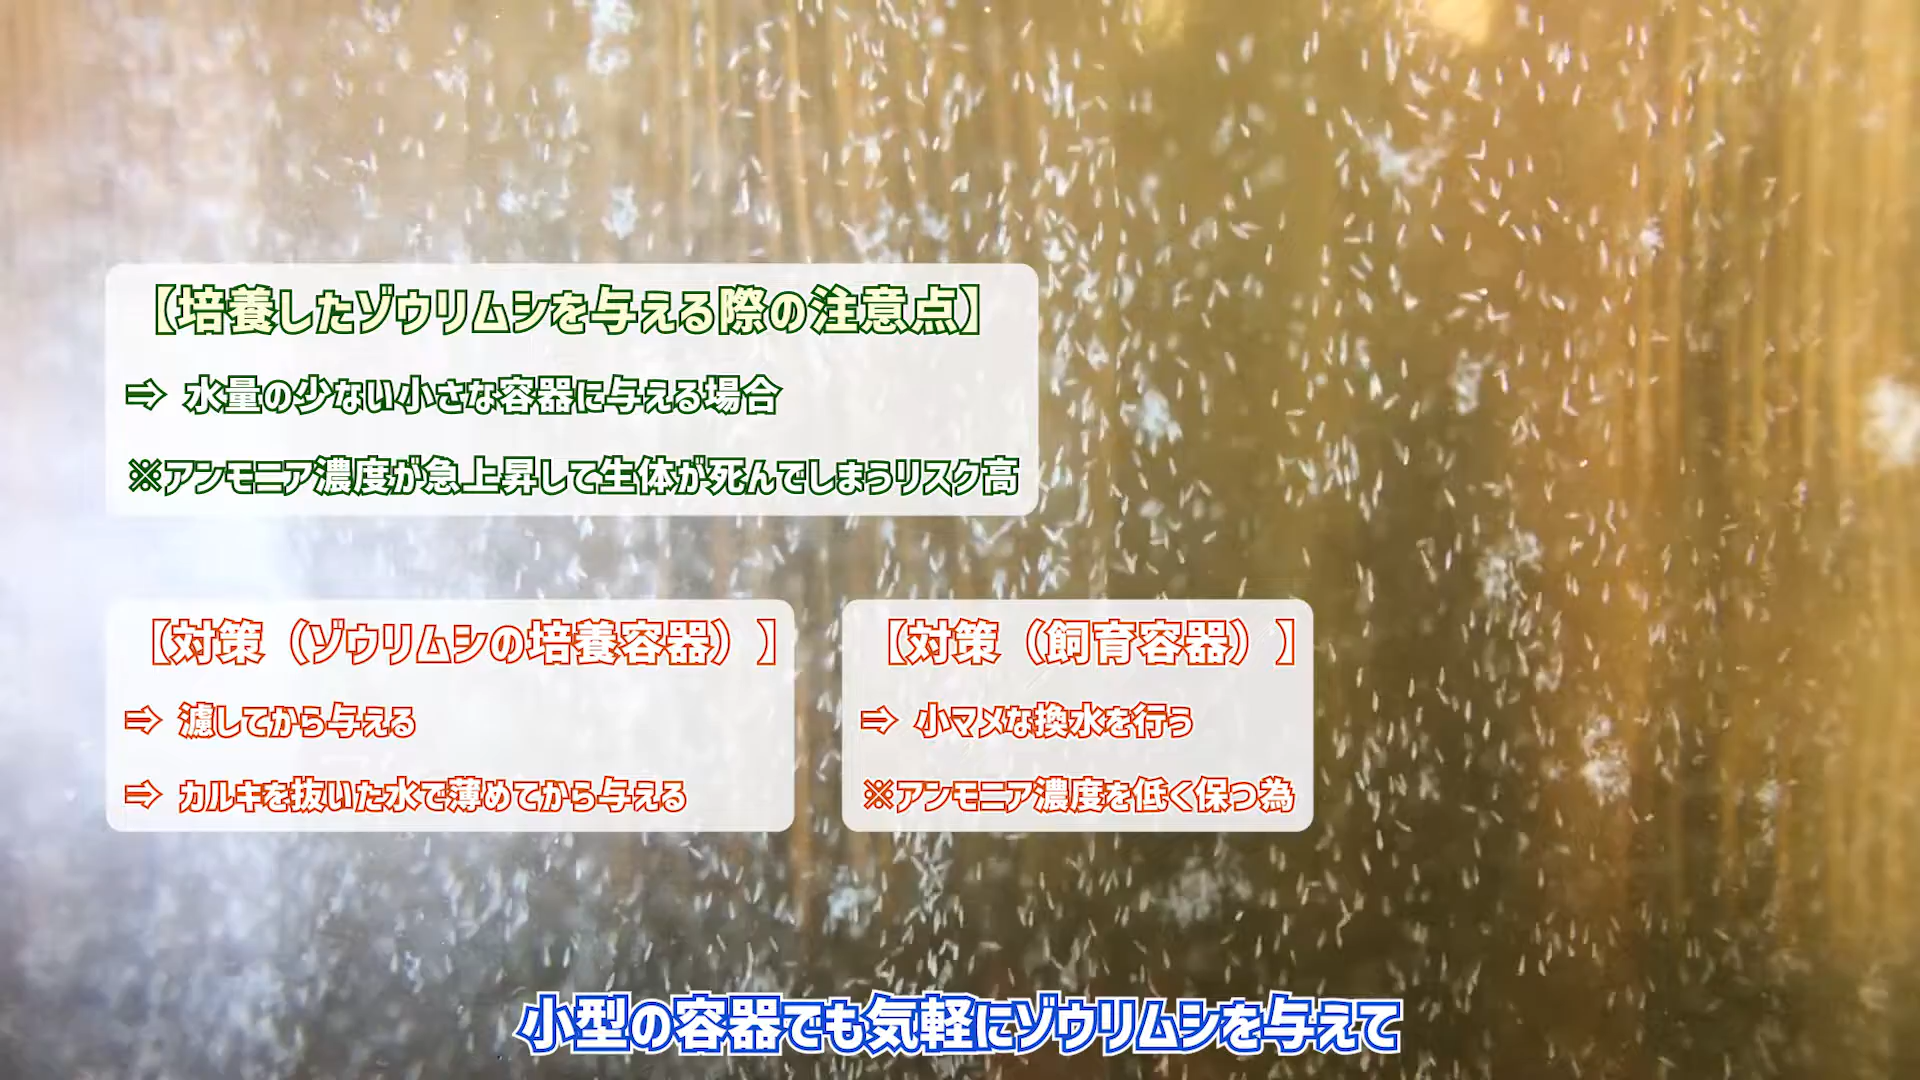 【培養したゾウリムシを与える際の注意点】
⇒ 水量の少ない小さな容器に与える場合
※アンモニア濃度が急上昇して生体が死んでしまうリスク高
【対策（ゾウリムシの培養容器）】
⇒ 濾してから与える
⇒ カルキを抜いた水で薄めてから与える
【対策（飼育容器）】
⇒ 小マメな換水を行う
※アンモニア濃度を低く保つ為
小型の容器でも気軽にゾウリムシを与えて